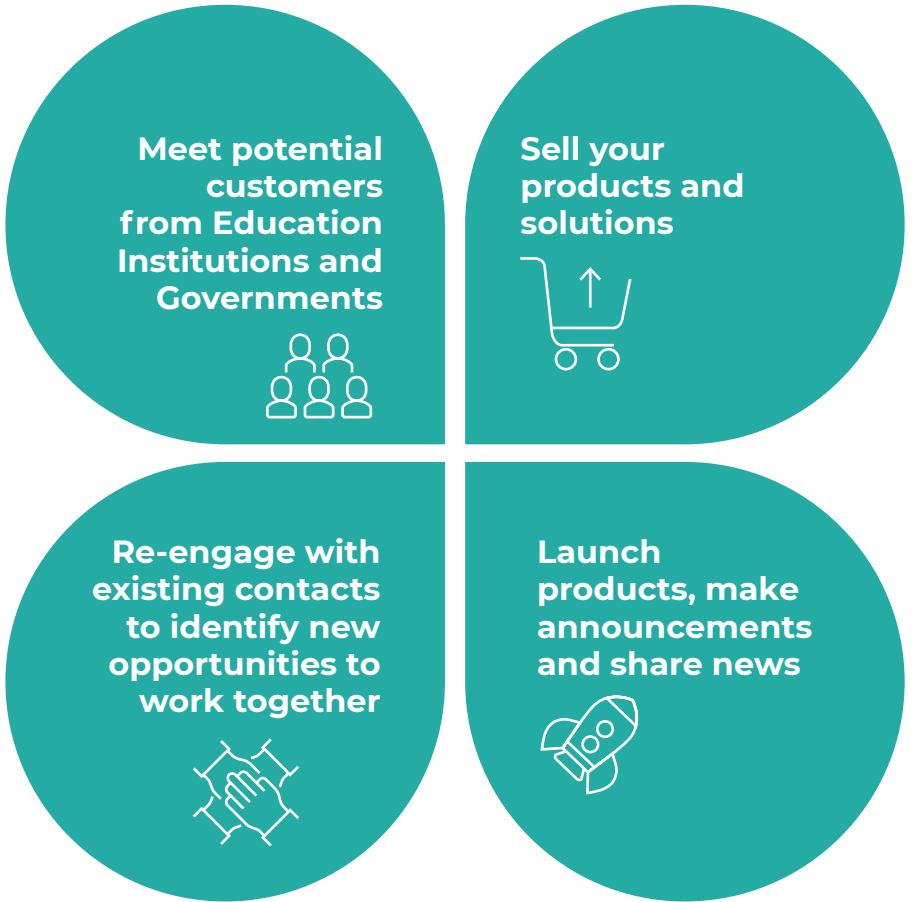 Meet potential
customers
from Education
Institutions and
Governments
Sell your
products and
solutions
Re-engage with
existing contacts
to identify new
opportunities to
work together
Launch
products, make
announcements
and share news